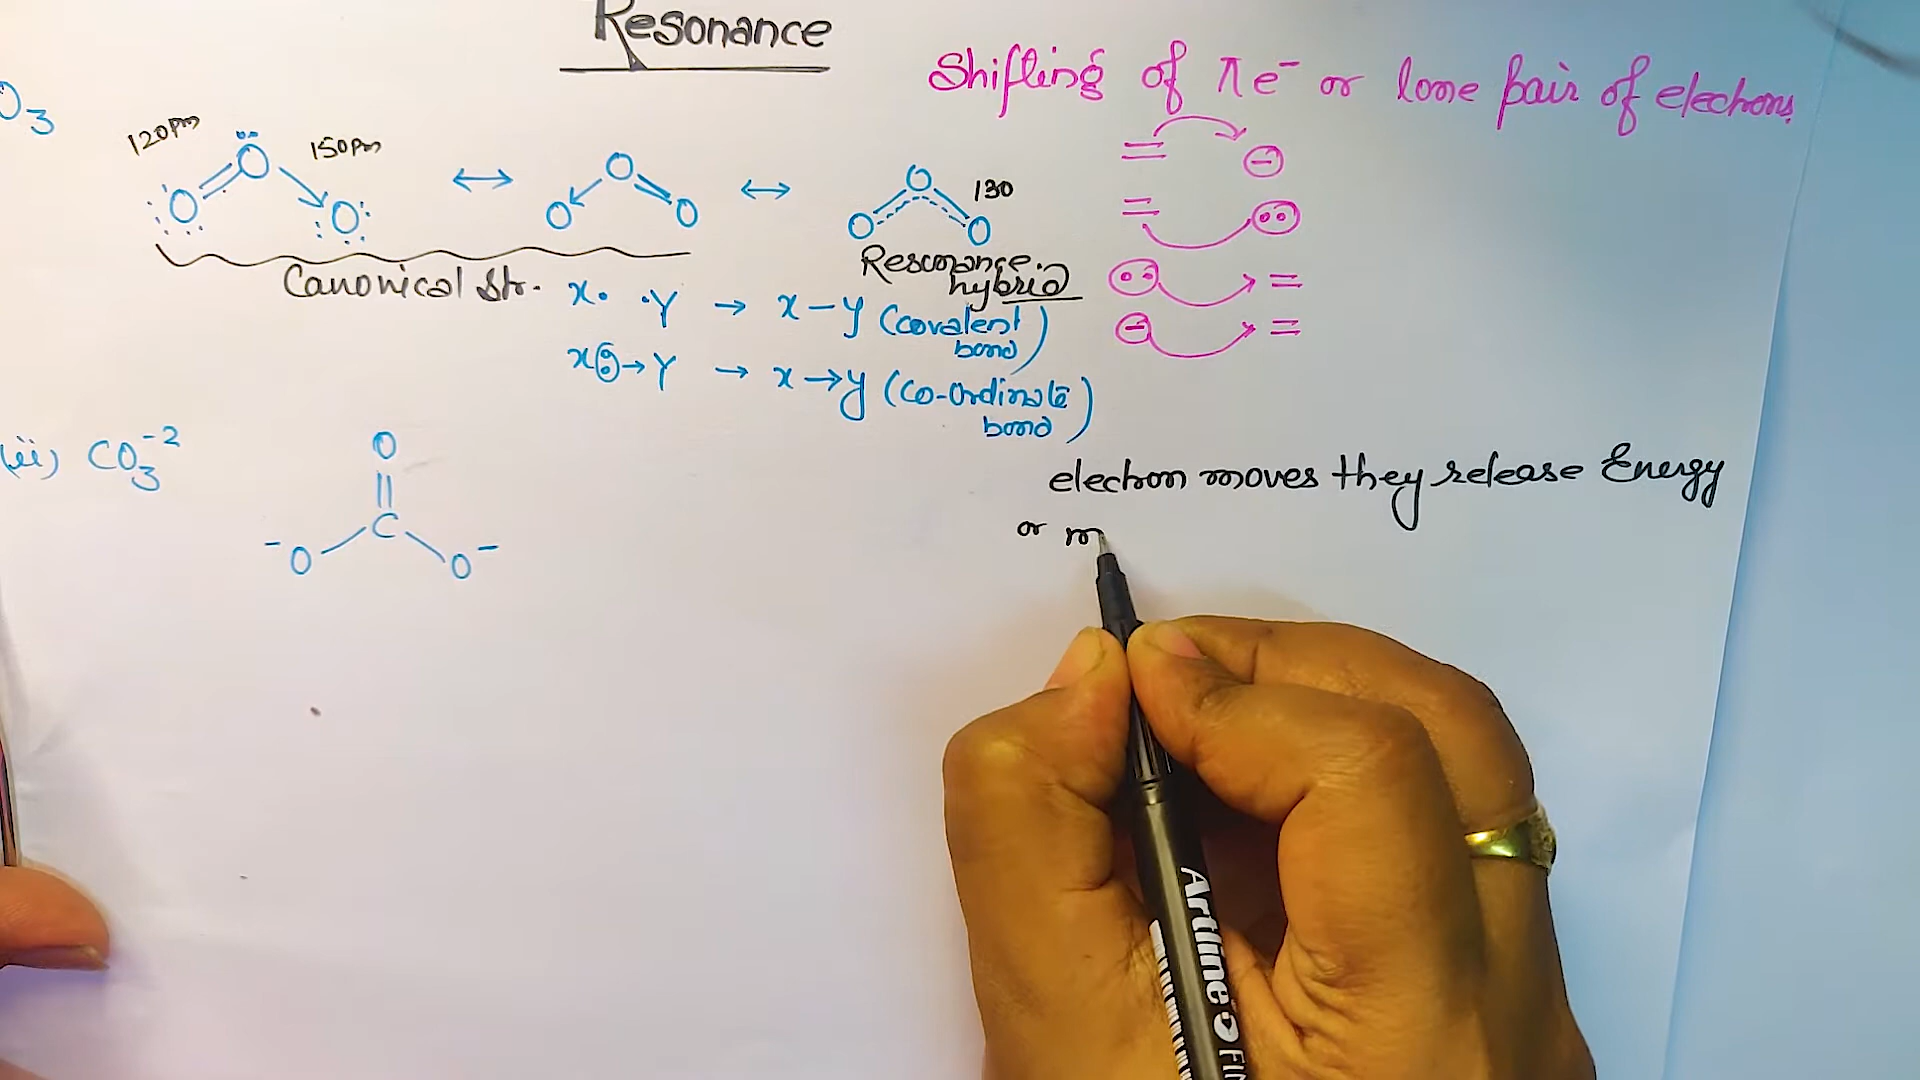 Resonance
Shifting of π e⁻ or lone pair of electrons.
O3
120pm
150pm
O O O ↔ O O O ↔ O O O
130
Canonical Str.
Resonance hybrid
x· ·Y → x–y (covalent bond)
x:→Y → x→y (co-ordinate bond)
(ii) CO3⁻²
O
C
⁻O O⁻
electron moves they release Energy
or m
Artline